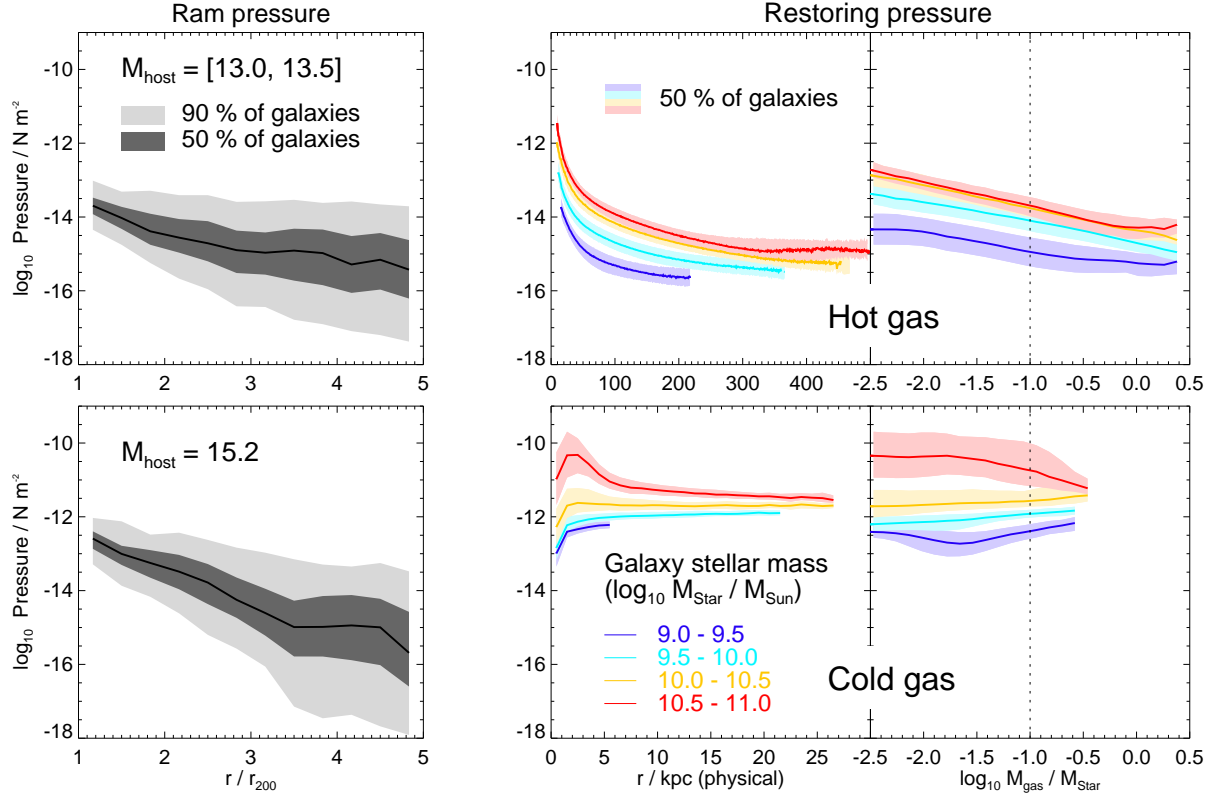 Ram pressure
Restoring pressure
M_host = [13.0, 13.5]
90 % of galaxies
50 % of galaxies
50 % of galaxies
log₁₀ Pressure / N m⁻²
-10
-12
-14
-16
-18
1 2 3 4 5
Hot gas
0 100 200 300 400 -2.5 -2.0 -1.5 -1.0 -0.5 0.0 0.5
M_host = 15.2
log₁₀ Pressure / N m⁻²
-10
-12
-14
-16
-18
1 2 3 4 5
r / r₂₀₀
-10
-12
-14
-16
-18
-10
-12
-14
-16
-18
Galaxy stellar mass
(log₁₀ M_Star / M_Sun)
9.0 - 9.5
9.5 - 10.0
10.0 - 10.5
10.5 - 11.0
Cold gas
0 5 10 15 20 25 -2.5 -2.0 -1.5 -1.0 -0.5 0.0 0.5
r / kpc (physical)
log₁₀ M_gas / M_Star